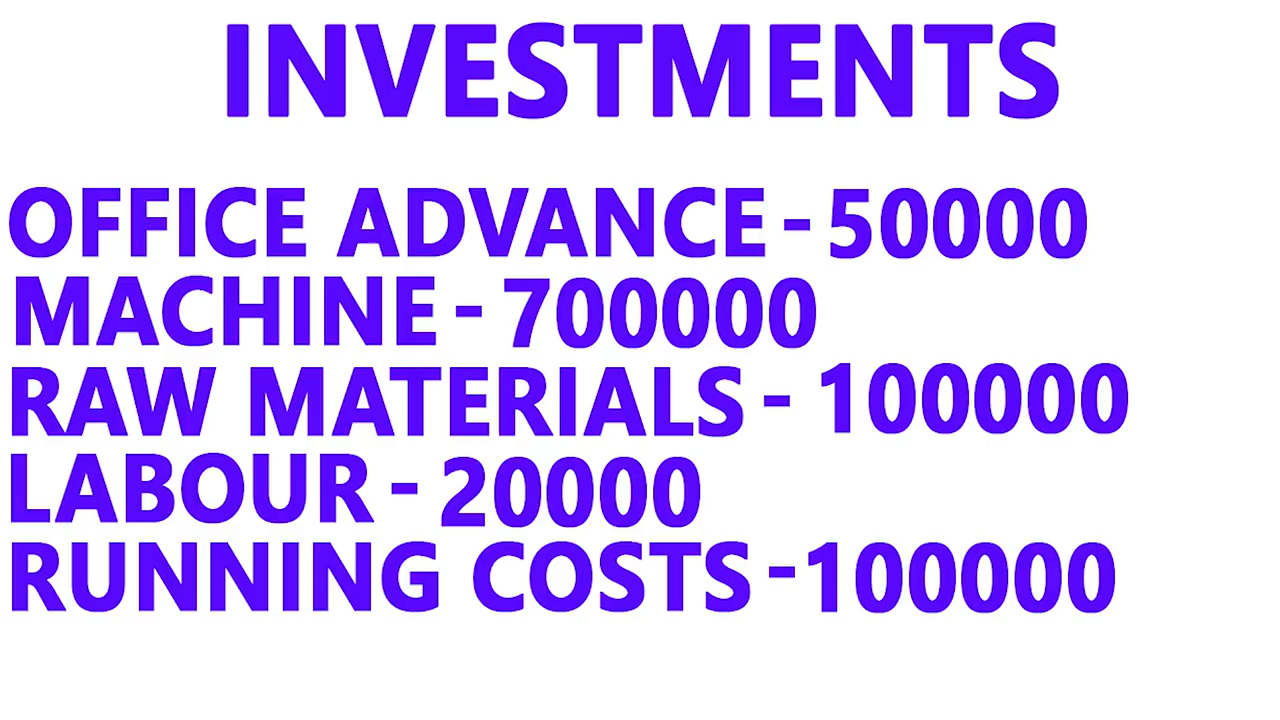 INVESTMENTS
OFFICE ADVANCE - 50000
MACHINE - 700000
RAW MATERIALS - 100000
LABOUR - 20000
RUNNING COSTS -100000